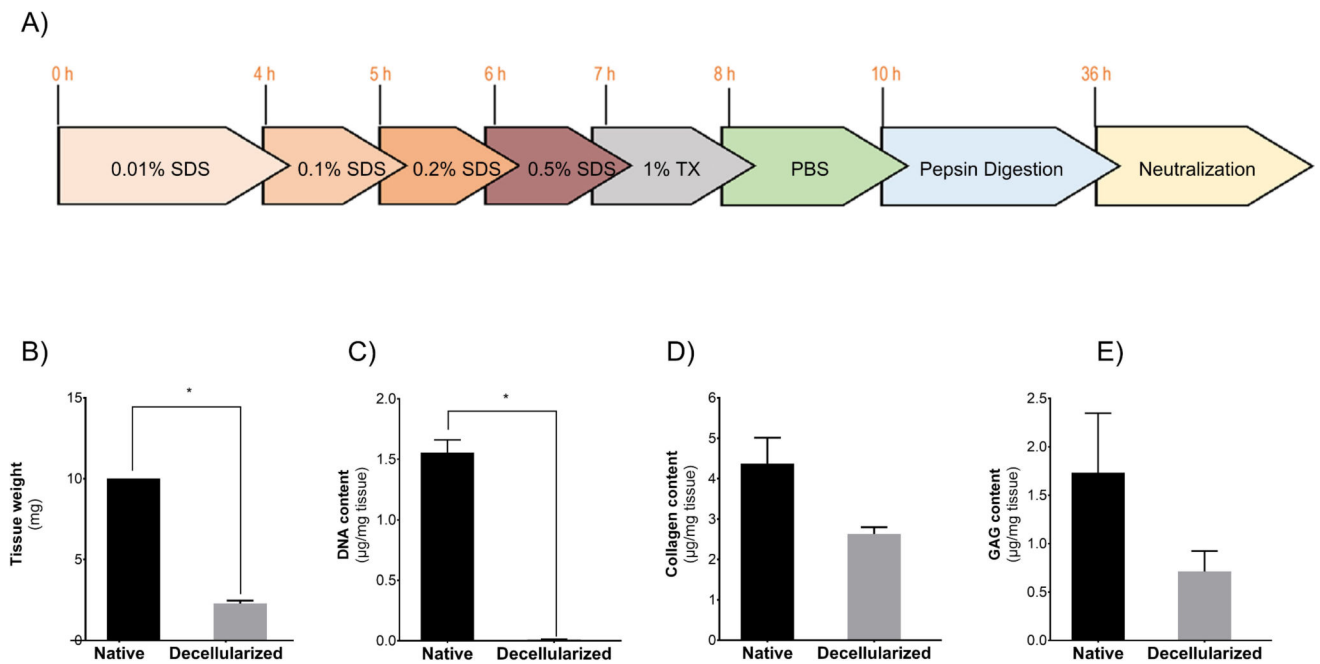 A)
0 h
4 h
5 h
6 h
7 h
8 h
10 h
36 h
0.01% SDS
0.1% SDS
0.2% SDS
0.5% SDS
1% TX
PBS
Pepsin Digestion
Neutralization
B)
15
10
5
0
Tissue weight
(mg)
*
Native
Decellularized
C)
2.0
1.5
1.0
0.5
0.0
DNA content
(µg/mg tissue)
*
Native
Decellularized
D)
6
5
4
3
2
1
0
Collagen content
(µg/mg tissue)
Native
Decellularized
E)
2.5
2.0
1.5
1.0
0.5
0.0
GAG content
(µg/mg tissue)
Native
Decellularized